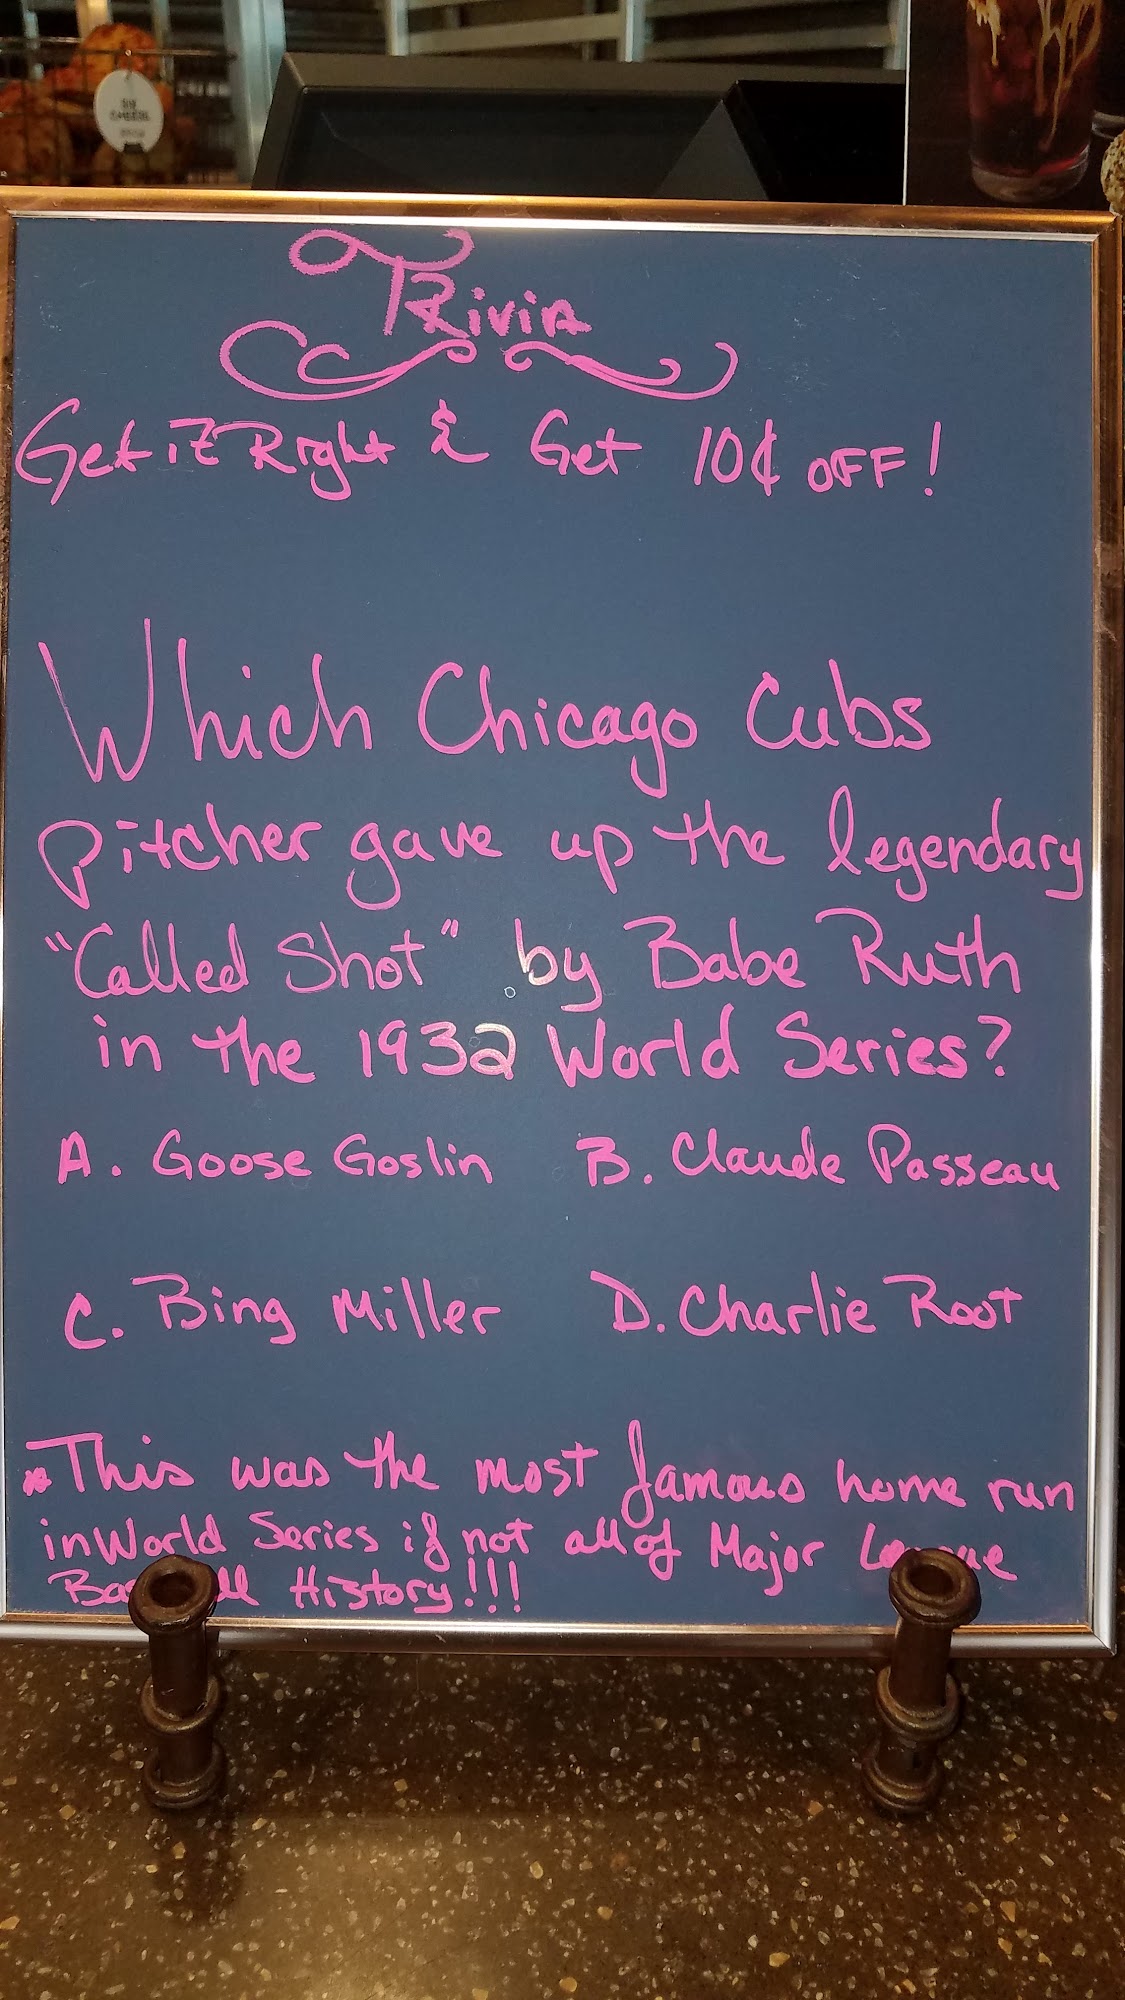 Trivia
Get it Right & Get 10¢ OFF!
Which Chicago Cubs
pitcher gave up the legendary
"Called Shot" by Babe Ruth
in the 1932 World Series?
A. Goose Goslin B. Claude Passeau
C. Bing Miller D. Charlie Root
*This was the most famous home run
in World Series if not all of Major League
Baseball History!!!